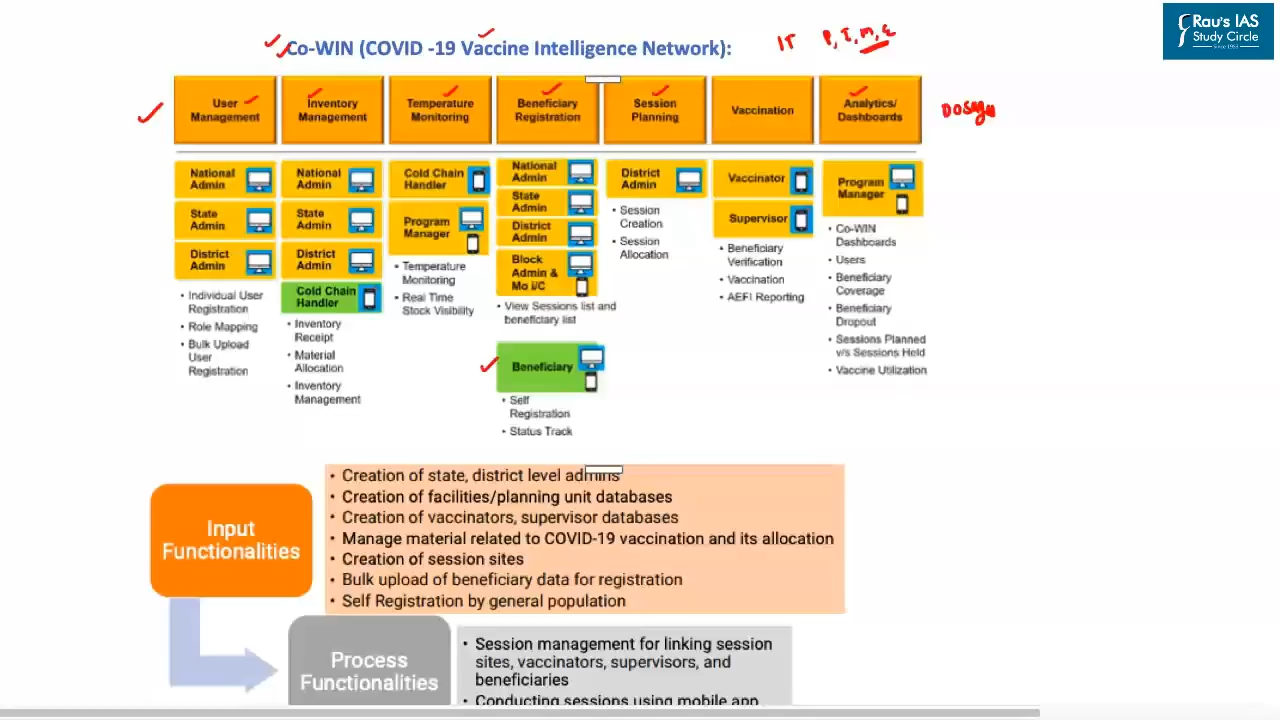 Rau's IAS
Study Circle
Since 1953
Co-WIN (COVID -19 Vaccine Intelligence Network):
IT P, I, M, E
User
Management
Inventory
Management
Temperature
Monitoring
Beneficiary
Registration
Session
Planning
Vaccination
Analytics/
Dashboards
National
Admin
State
Admin
District
Admin
• Individual User
Registration
• Role Mapping
• Bulk Upload
User
Registration
National
Admin
State
Admin
District
Admin
Cold Chain
Handler
• Inventory
Receipt
• Material
Allocation
• Inventory
Management
Cold Chain
Handler
Program
Manager
• Temperature
Monitoring
• Real Time
Stock Visibility
National
Admin
State
Admin
District
Admin
Block
Admin &
Mo I/C
• View Sessions list and
beneficiary list
Beneficiary
• Self
Registration
• Status Track
District
Admin
• Session
Creation
• Session
Allocation
Vaccinator
Supervisor
• Beneficiary
Verification
• Vaccination
• AEFI Reporting
Program
Manager
• Co-WIN
Dashboards
• Users
• Beneficiary
Coverage
• Beneficiary
Dropout
• Sessions Planned
v/s Sessions Held
• Vaccine Utilization
Input
Functionalities
• Creation of state, district level admins
• Creation of facilities/planning unit databases
• Creation of vaccinators, supervisor databases
• Manage material related to COVID-19 vaccination and its allocation
• Creation of session sites
• Bulk upload of beneficiary data for registration
• Self Registration by general population
Process
Functionalities
• Session management for linking session
sites, vaccinators, supervisors, and
beneficiaries
• Conducting sessions using mobile app